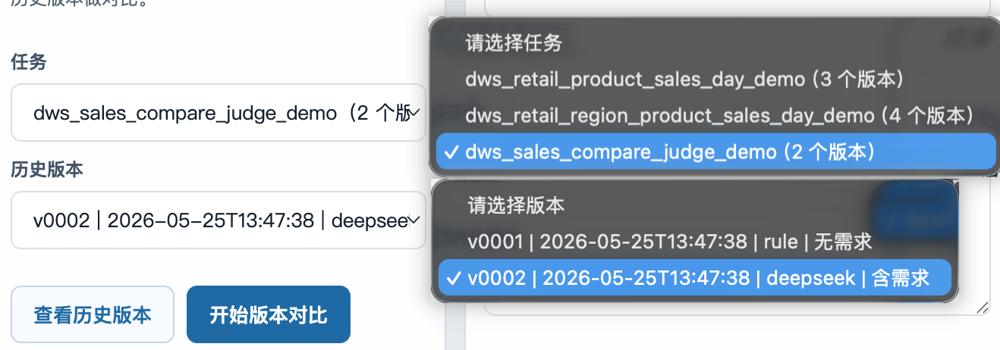 历史版本做对比。
任务
dws_sales_compare_judge_demo（2 个版
历史版本
v0002 | 2026-05-25T13:47:38 | deepsee
查看历史版本
开始版本对比
请选择任务
dws_retail_product_sales_day_demo（3 个版本）
dws_retail_region_product_sales_day_demo（4 个版本）
✓ dws_sales_compare_judge_demo（2 个版本）
请选择版本
v0001 | 2026-05-25T13:47:38 | rule | 无需求
✓ v0002 | 2026-05-25T13:47:38 | deepseek | 含需求